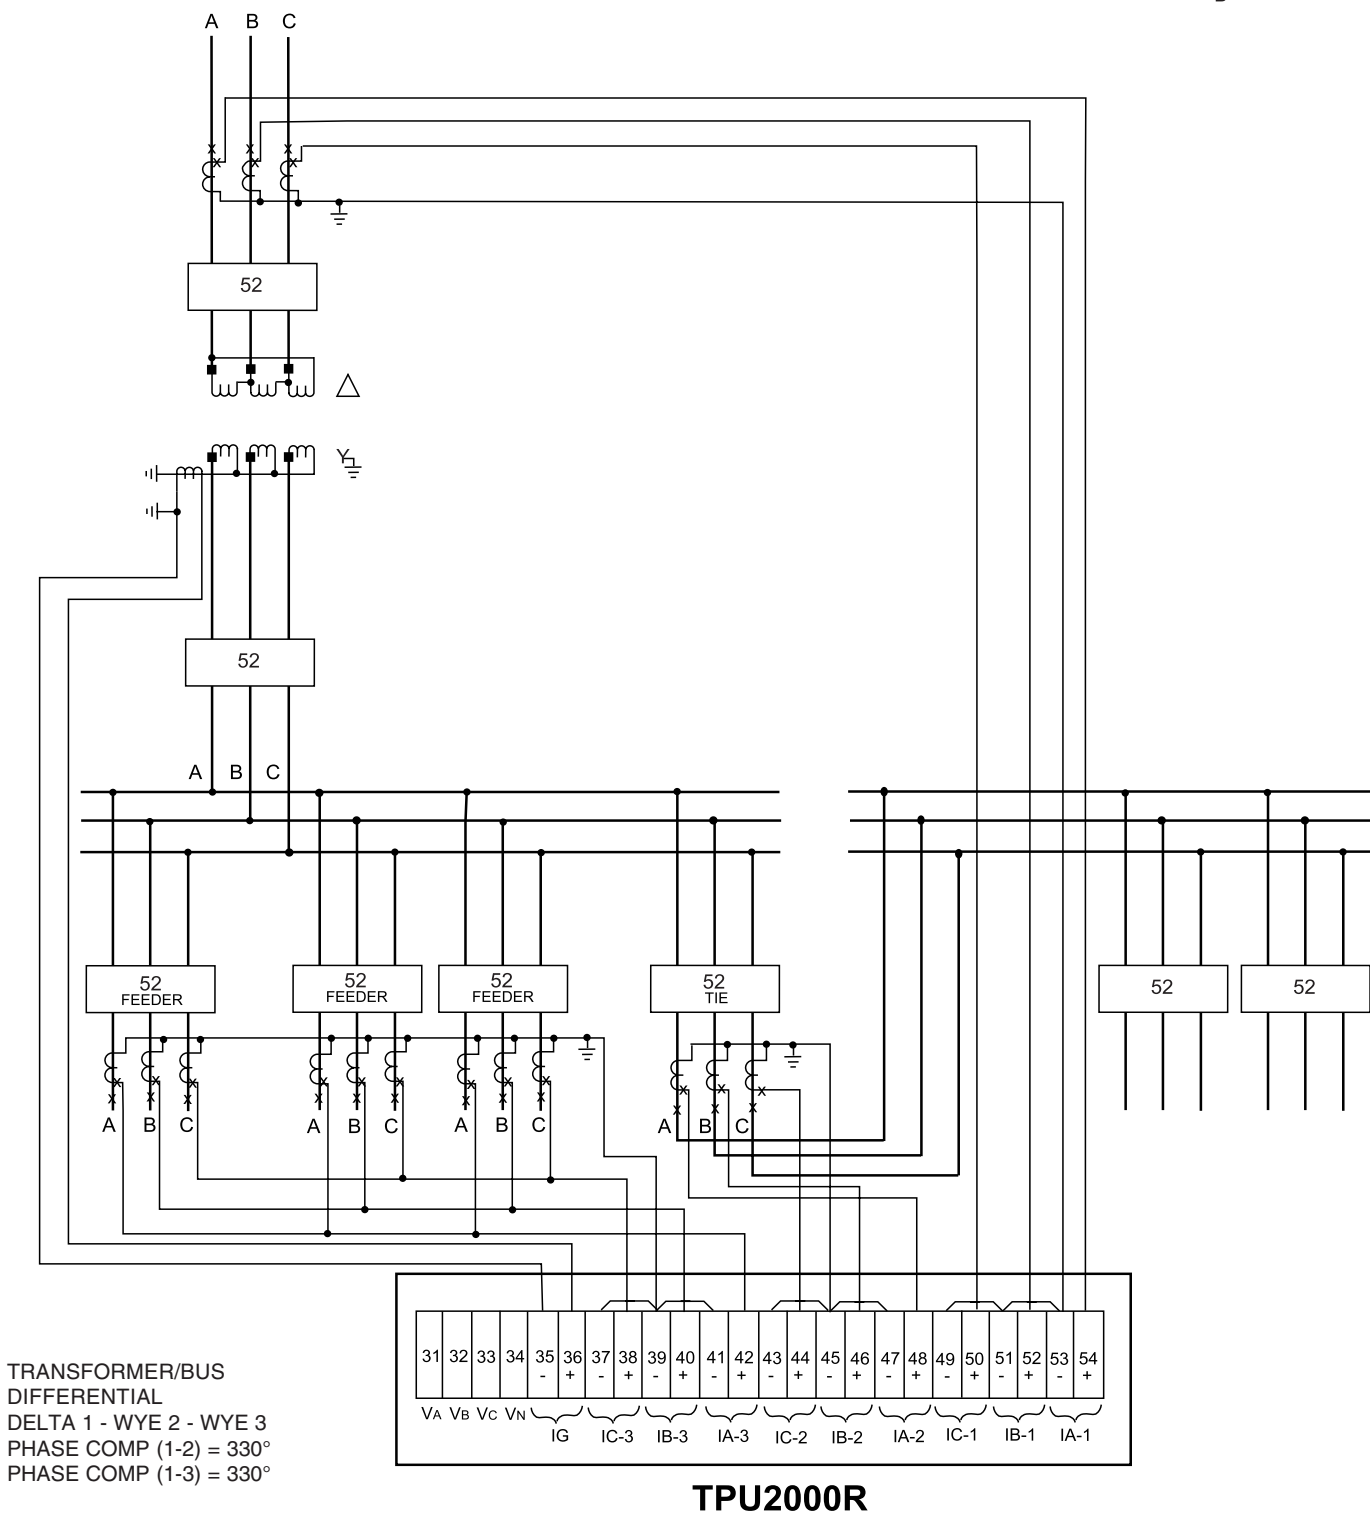 A B C
52
Y
52
A B C
52
FEEDER
52
FEEDER
52
FEEDER
52
TIE
52
52
A B C
A B C
A B C
A B C
31 32 33 34 35 36 37 38 39 40 41 42 43 44 45 46 47 48 49 50 51 52 53 54
- + - + - + - + - + - + - + - + - + - +
VA VB VC VN
IG IC-3 IB-3 IA-3 IC-2 IB-2 IA-2 IC-1 IB-1 IA-1
TRANSFORMER/BUS
DIFFERENTIAL
DELTA 1 - WYE 2 - WYE 3
PHASE COMP (1-2) = 330°
PHASE COMP (1-3) = 330°
TPU2000R